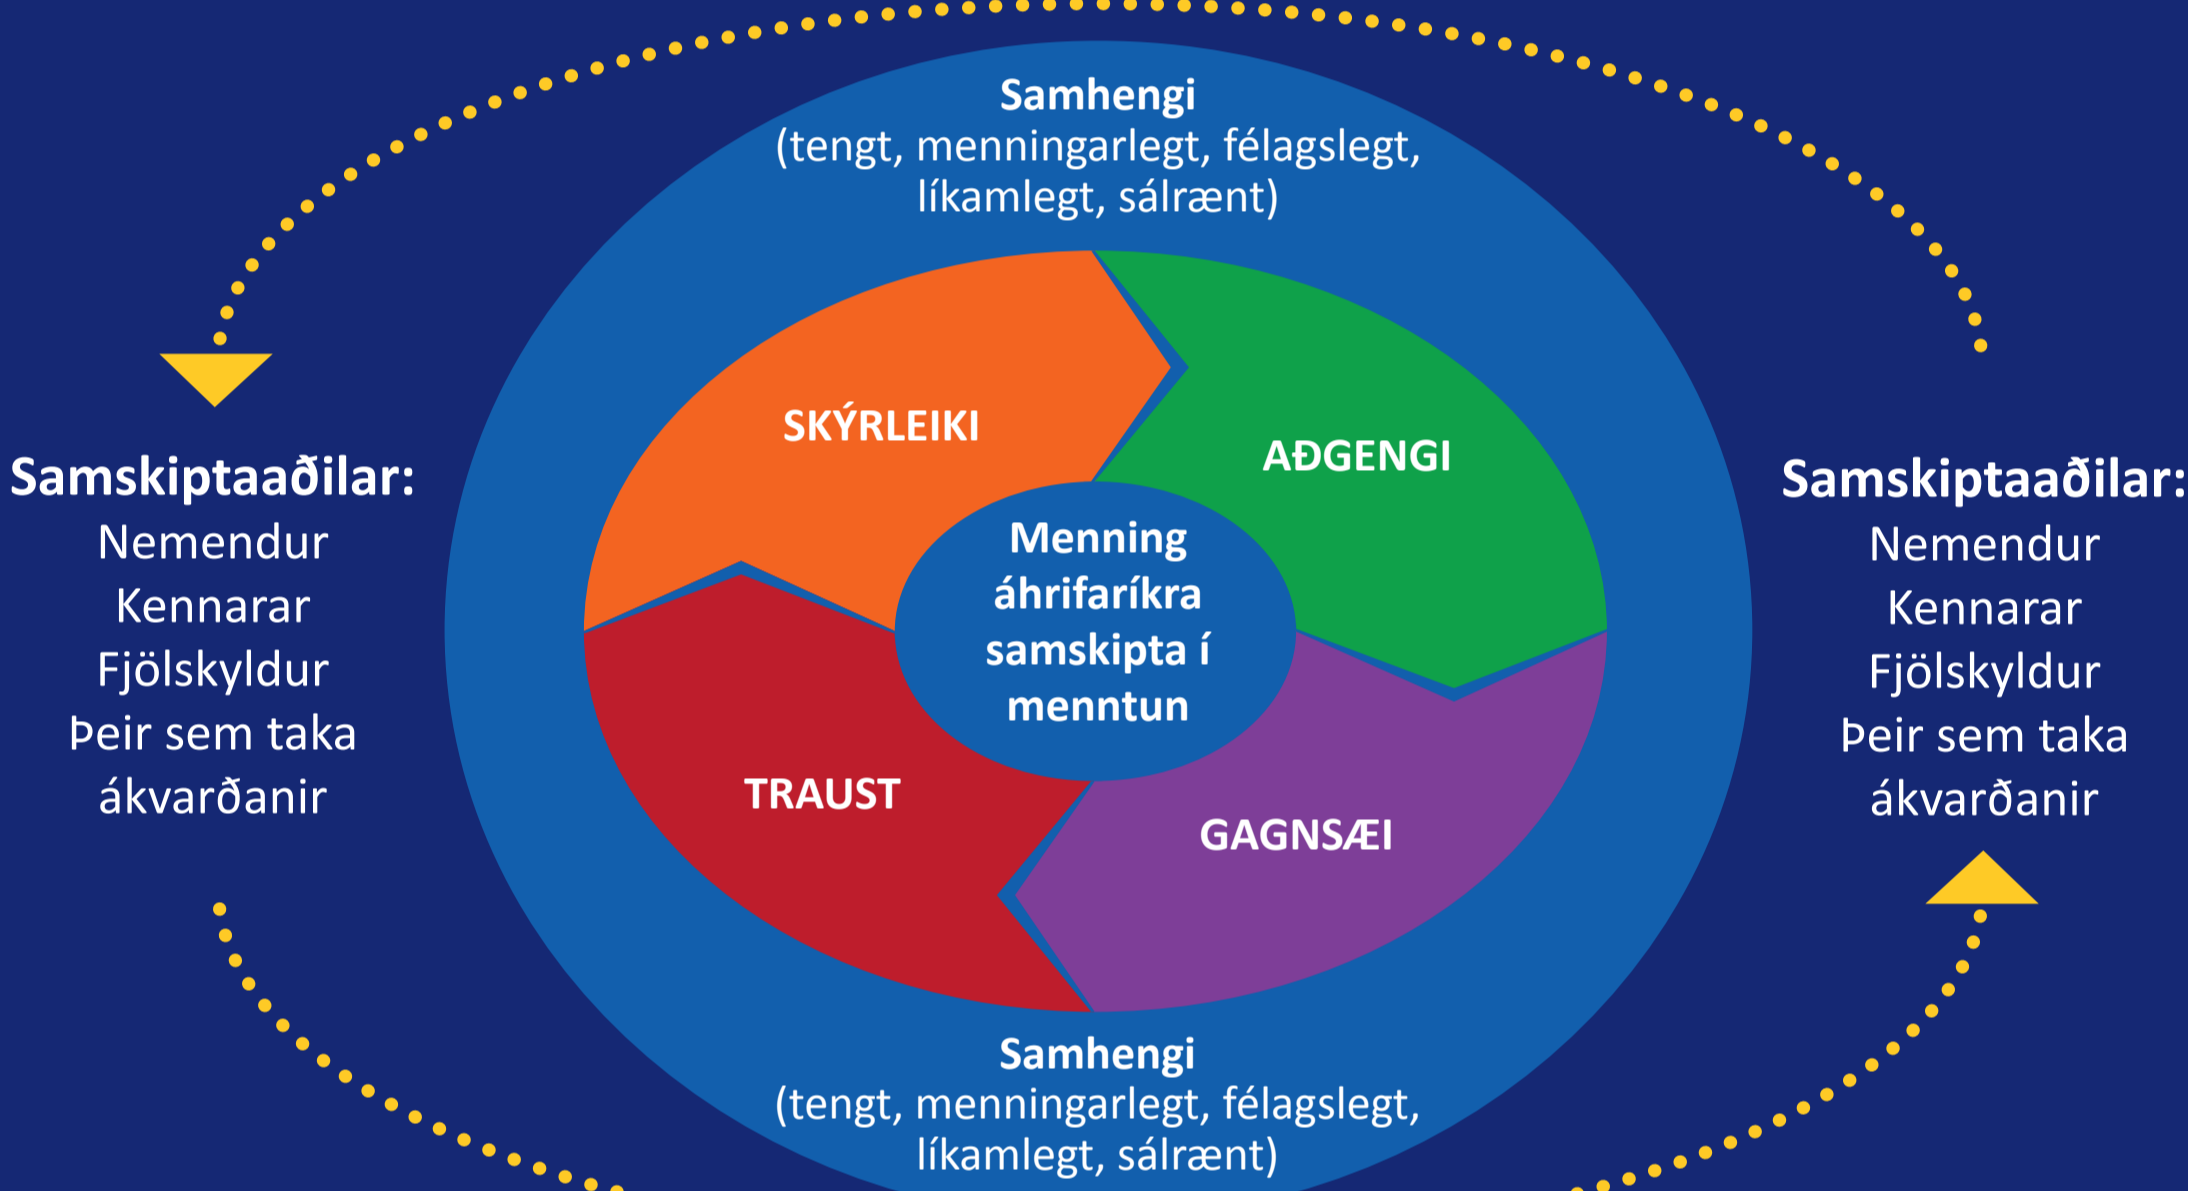 Samhengi
(tengt, menningarlegt, félagslegt,
líkamlegt, sálrænt)
SKÝRLEIKI
AÐGENGI
Samskiptaaðilar:
Nemendur
Kennarar
Fjölskyldur
Þeir sem taka
ákvarðanir
Menning
áhrifaríkra
samskipta í
menntun
Samskiptaaðilar:
Nemendur
Kennarar
Fjölskyldur
Þeir sem taka
ákvarðanir
TRAUST
GAGNSÆI
Samhengi
(tengt, menningarlegt, félagslegt,
líkamlegt, sálrænt)